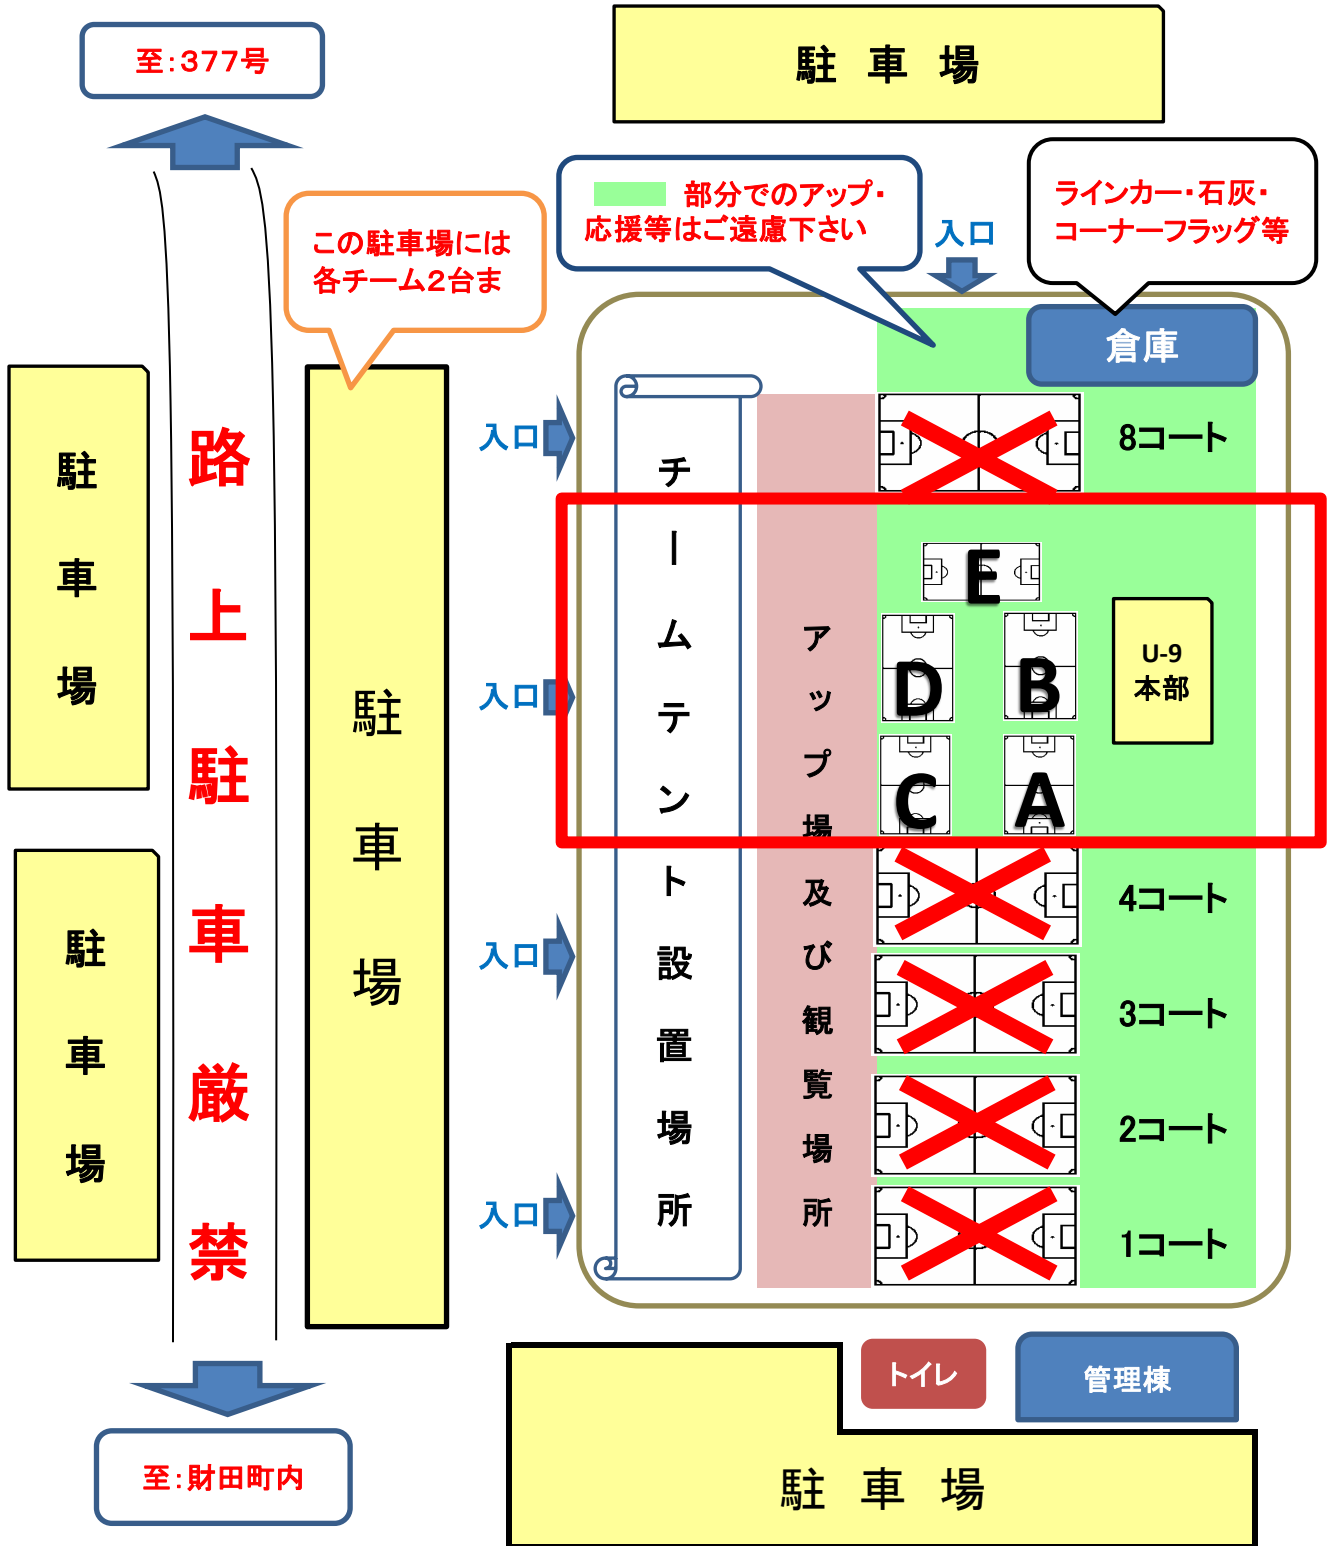 至：３７７号
駐 車 場
部分でのアップ・
応援等はご遠慮下さい
ラインカー・石灰・
コーナーフラッグ等
入口
この駐車場には
各チーム２台ま
倉庫
路上駐車厳禁
駐車場
駐車場
駐車場
入口
入口
入口
入口
チームテント設置場所
アップ場及び観覧場所
8コート
E
D
B
C
A
U-9
本部
4コート
3コート
2コート
1コート
トイレ
管理棟
至：財田町内
駐 車 場